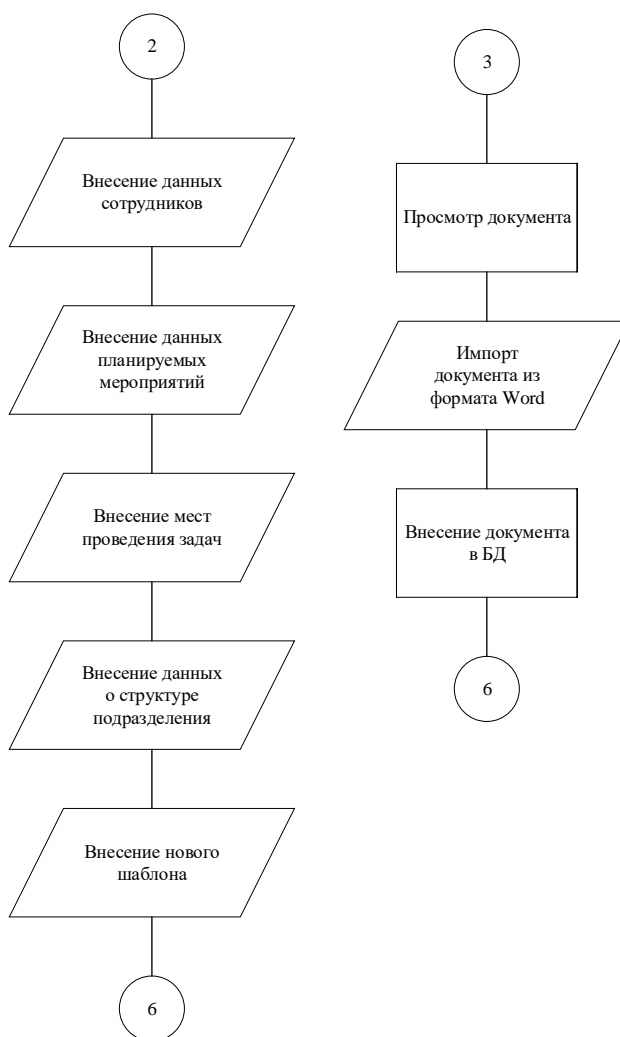 2
Внесение данных
сотрудников
Внесение данных
планируемых
мероприятий
Внесение мест
проведения задач
Внесение данных
о структуре
подразделения
Внесение нового
шаблона
6
3
Просмотр документа
Импорт
документа из
формата Word
Внесение документа
в БД
6